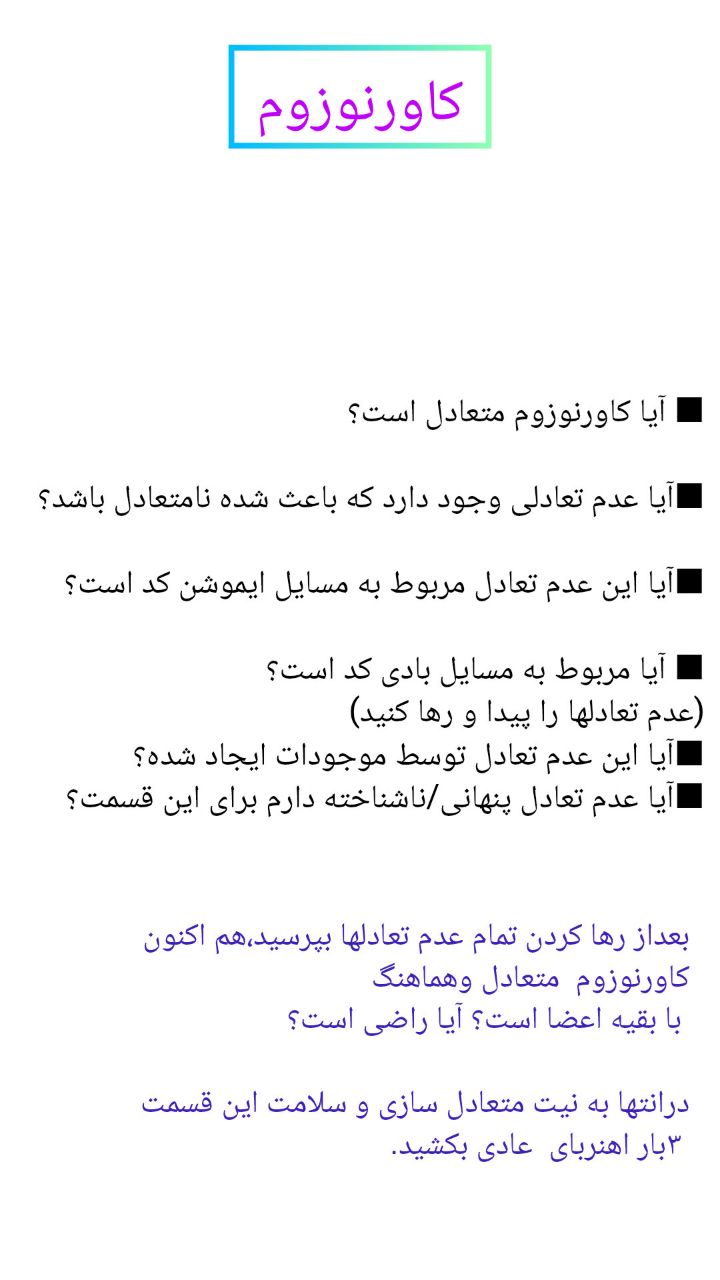 کاورنوزوم
■ آیا کاورنوزوم متعادل است؟
■آیا عدم تعادلی وجود دارد که باعث شده نامتعادل باشد؟
■آیا این عدم تعادل مربوط به مسایل ایموشن کد است؟
■ آیا مربوط به مسایل بادی کد است؟
(عدم تعادلها را پیدا و رها کنید)
■آیا این عدم تعادل توسط موجودات ایجاد شده؟
■آیا عدم تعادل پنهانی/ناشناخته دارم برای این قسمت؟
بعداز رها کردن تمام عدم تعادلها بپرسید،هم اکنون
کاورنوزوم  متعادل وهماهنگ
با بقیه اعضا است؟ آیا راضی است؟
درانتها به نیت متعادل سازی و سلامت این قسمت
۳بار اهنربای  عادی بکشید.